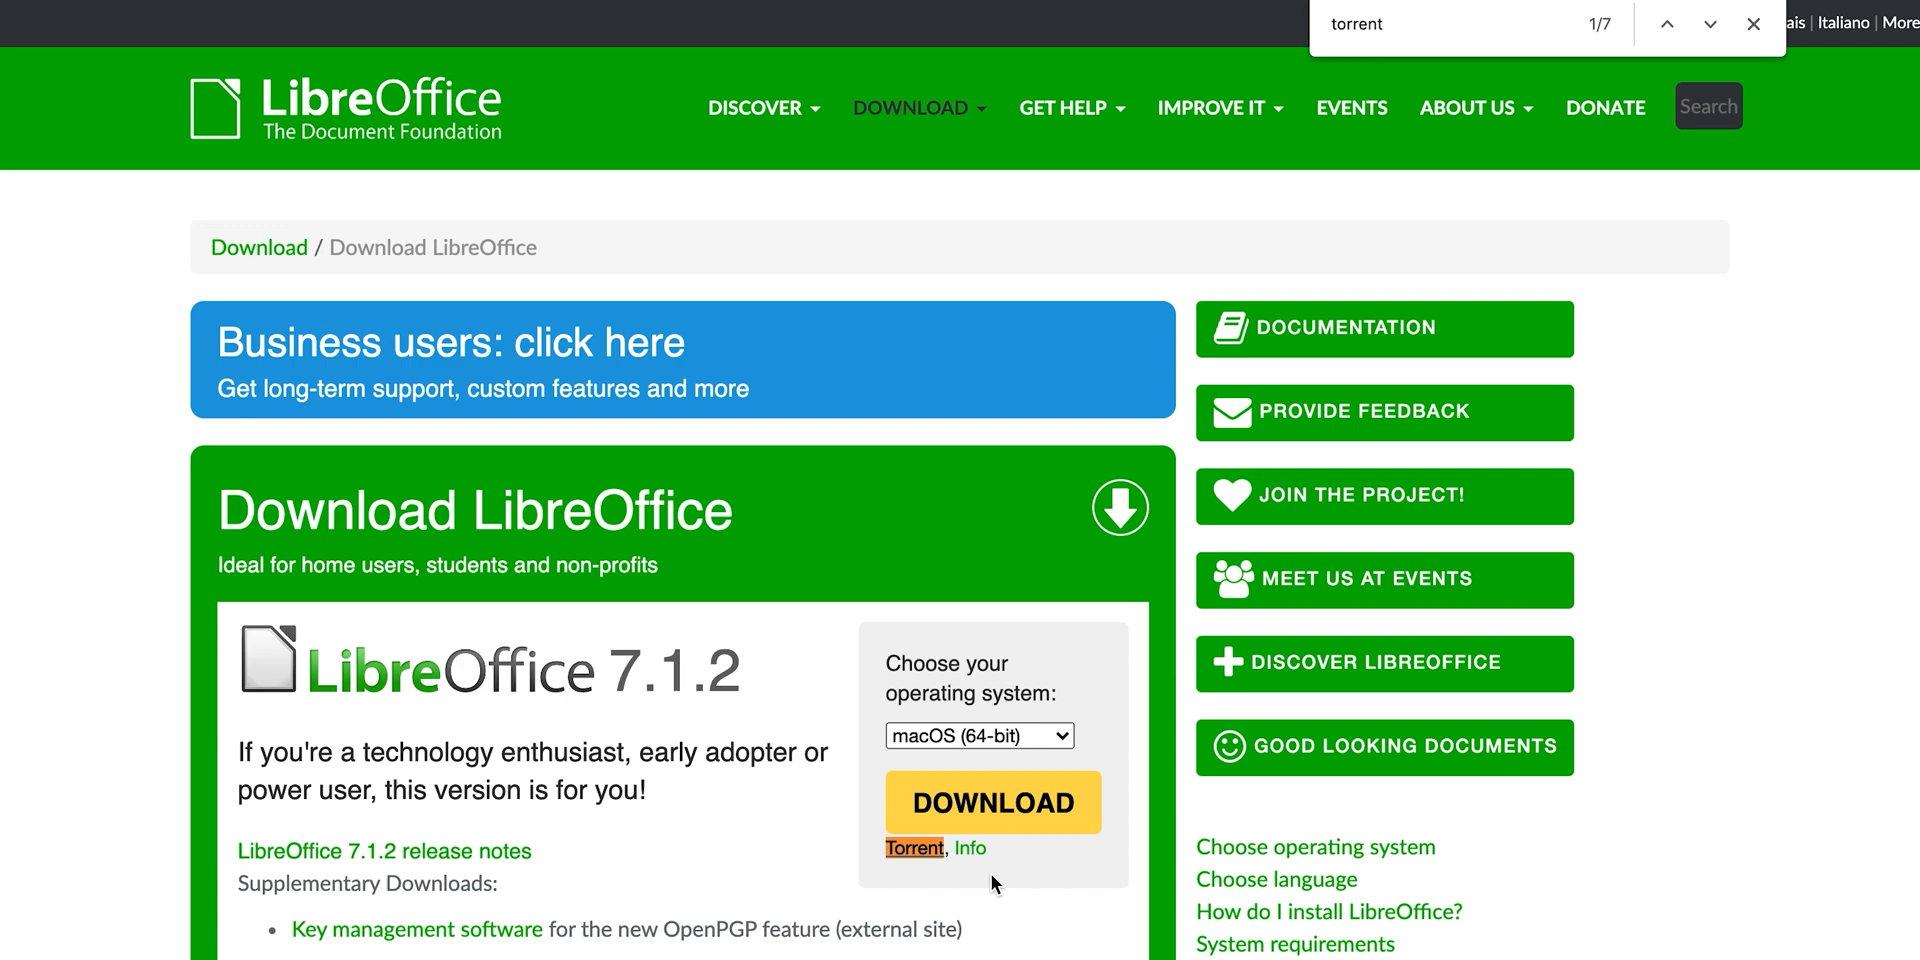 torrent 1/7
ais | Italiano | More
LibreOffice
The Document Foundation
DISCOVER DOWNLOAD GET HELP IMPROVE IT EVENTS ABOUT US DONATE Search
Download / Download LibreOffice
Business users: click here
Get long-term support, custom features and more
Download LibreOffice
Ideal for home users, students and non-profits
LibreOffice 7.1.2
If you're a technology enthusiast, early adopter or
power user, this version is for you!
LibreOffice 7.1.2 release notes
Supplementary Downloads:
• Key management software for the new OpenPGP feature (external site)
Choose your
operating system:
macOS (64-bit)
DOWNLOAD
Torrent, Info
DOCUMENTATION
PROVIDE FEEDBACK
JOIN THE PROJECT!
MEET US AT EVENTS
DISCOVER LIBREOFFICE
GOOD LOOKING DOCUMENTS
Choose operating system
Choose language
How do I install LibreOffice?
System requirements